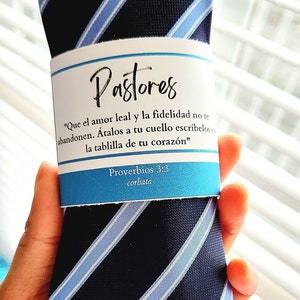 Pastores
"Que el amor leal y la fidelidad no te
abandonen. Átalos a tu cuello escribelos en
la tablilla de tu corazón"
Proverbios 3:3
corbata